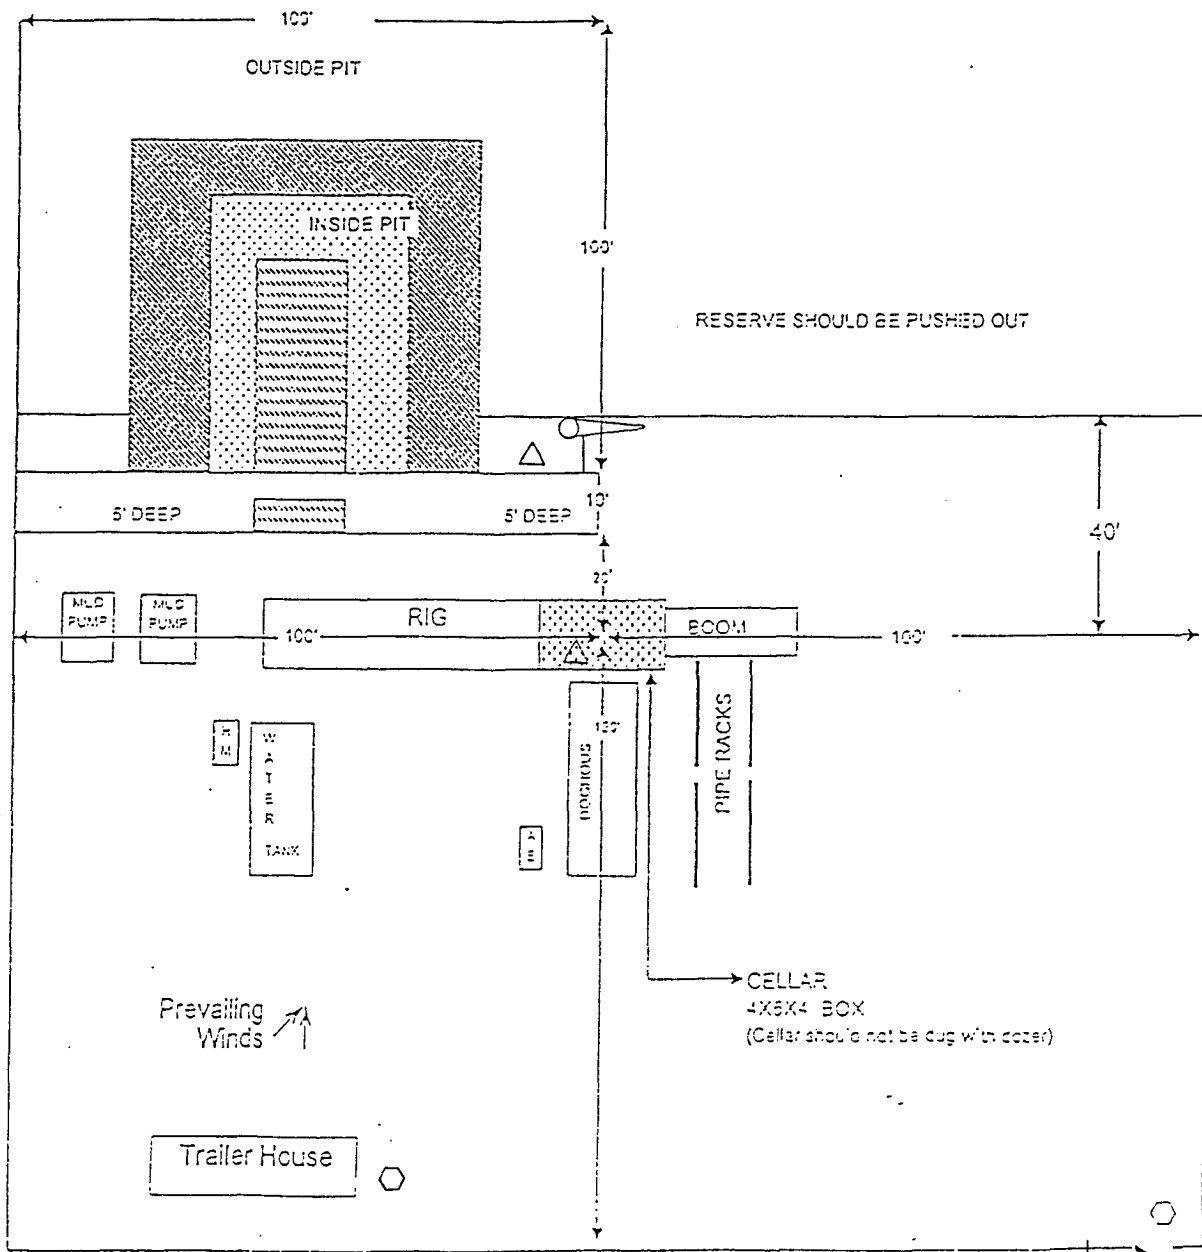 100'
OUTSIDE PIT
INSIDE PIT
100'
RESERVE SHOULD BE PUSHED OUT
10'
5' DEEP
5' DEEP
40'
20'
MUD
PUMP
MUD
PUMP
RIG
BOOM
100'
100'
WATER
TANK
DOGHOUS
PIPE RACKS
CELLAR
BOX
(Cellar should not be dug with dozer)
Prevailing
Winds
Trailer House